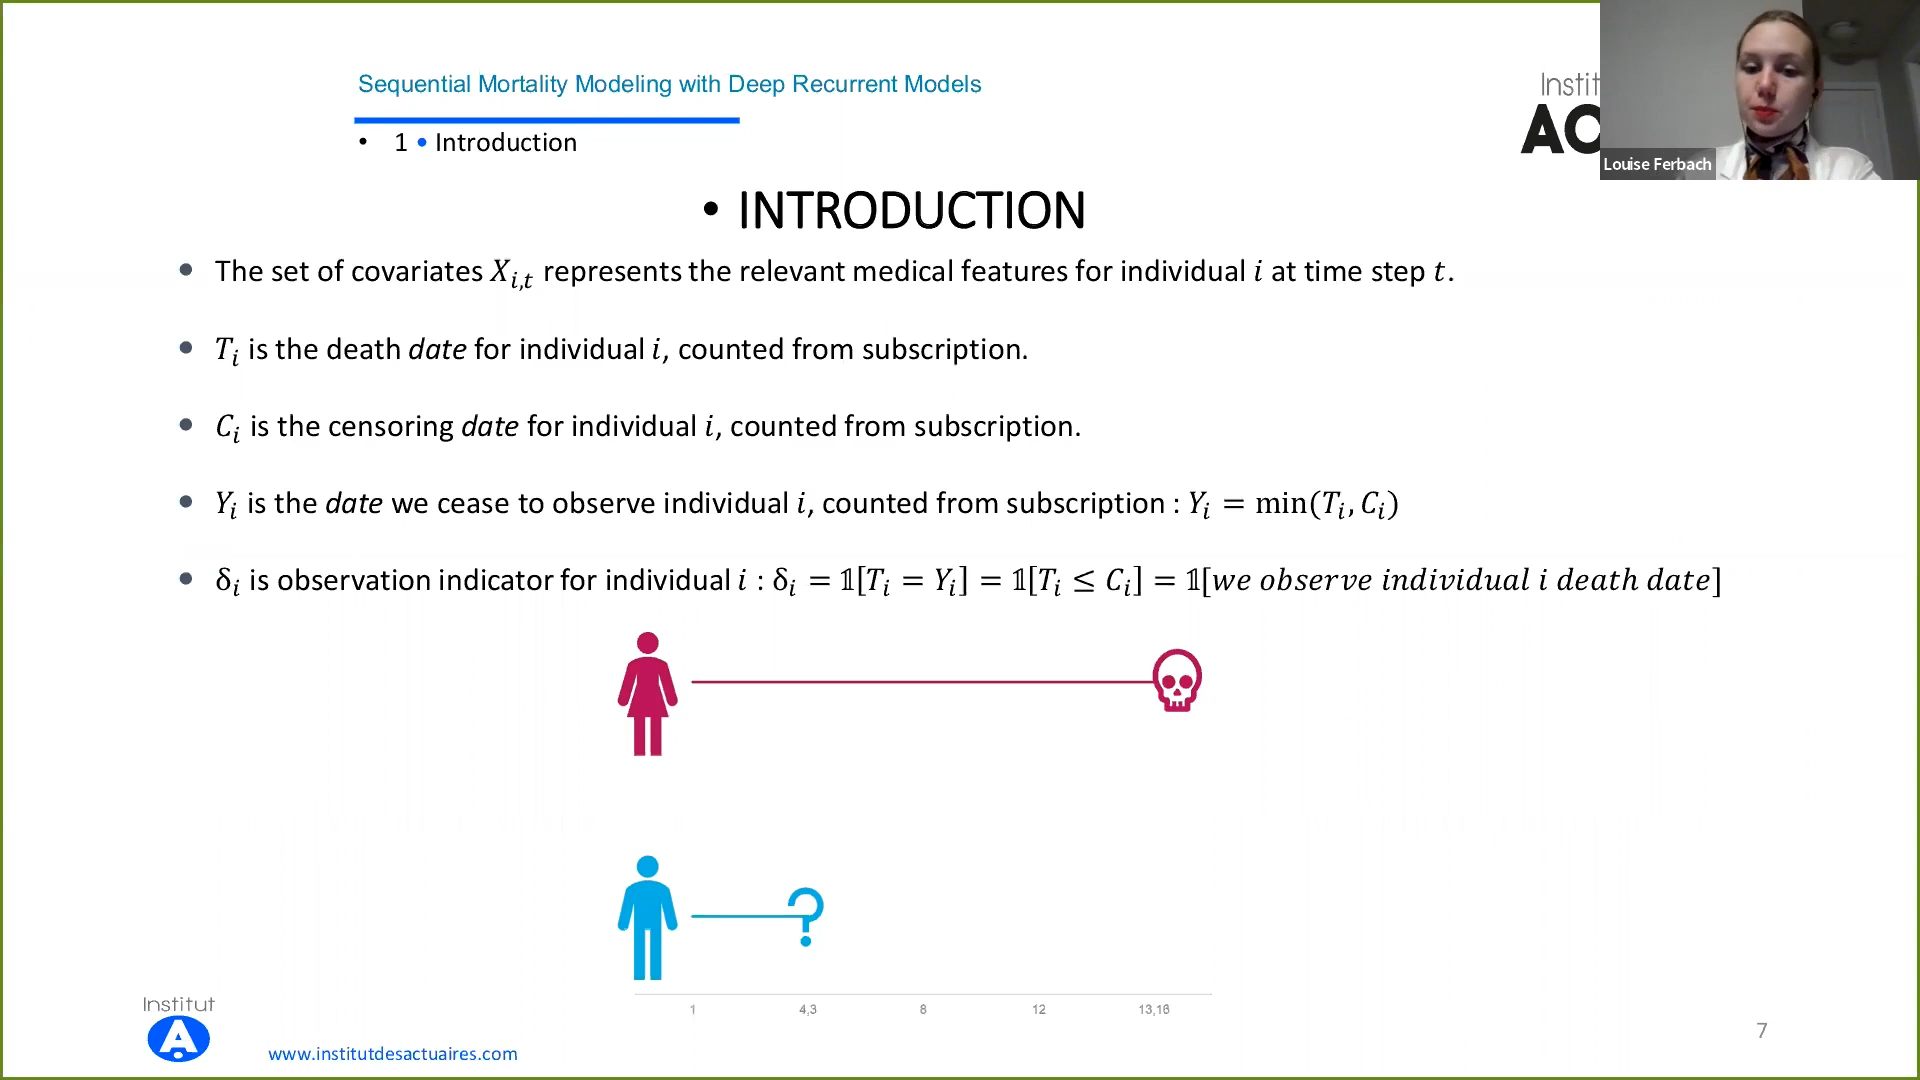 Sequential Mortality Modeling with Deep Recurrent Models
• 1 • Introduction
Instit
AC
Louise Ferbach
• INTRODUCTION
• The set of covariates X_{i,t} represents the relevant medical features for individual i at time step t.
• T_i is the death date for individual i, counted from subscription.
• C_i is the censoring date for individual i, counted from subscription.
• Y_i is the date we cease to observe individual i, counted from subscription : Y_i = min(T_i, C_i)
• δ_i is observation indicator for individual i : δ_i = 𝟙[T_i = Y_i] = 𝟙[T_i ≤ C_i] = 𝟙[we observe individual i death date]
?
1 4,3 8 12 13,16
Institut
A
www.institutdesactuaires.com
7